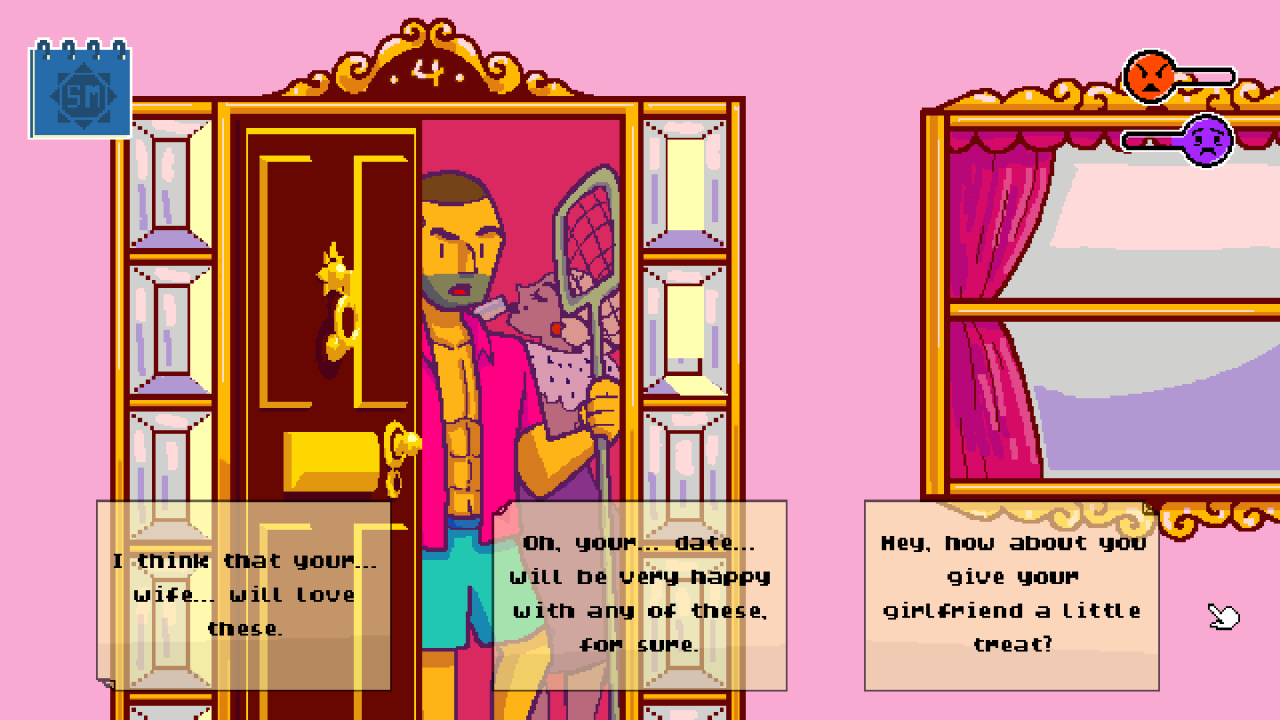 SM
4
I think that your...
wife... will love
these.
Oh, your... date...
will be very happy
with any of these,
for sure.
Hey, how about you
give your
girlfriend a little
treat?